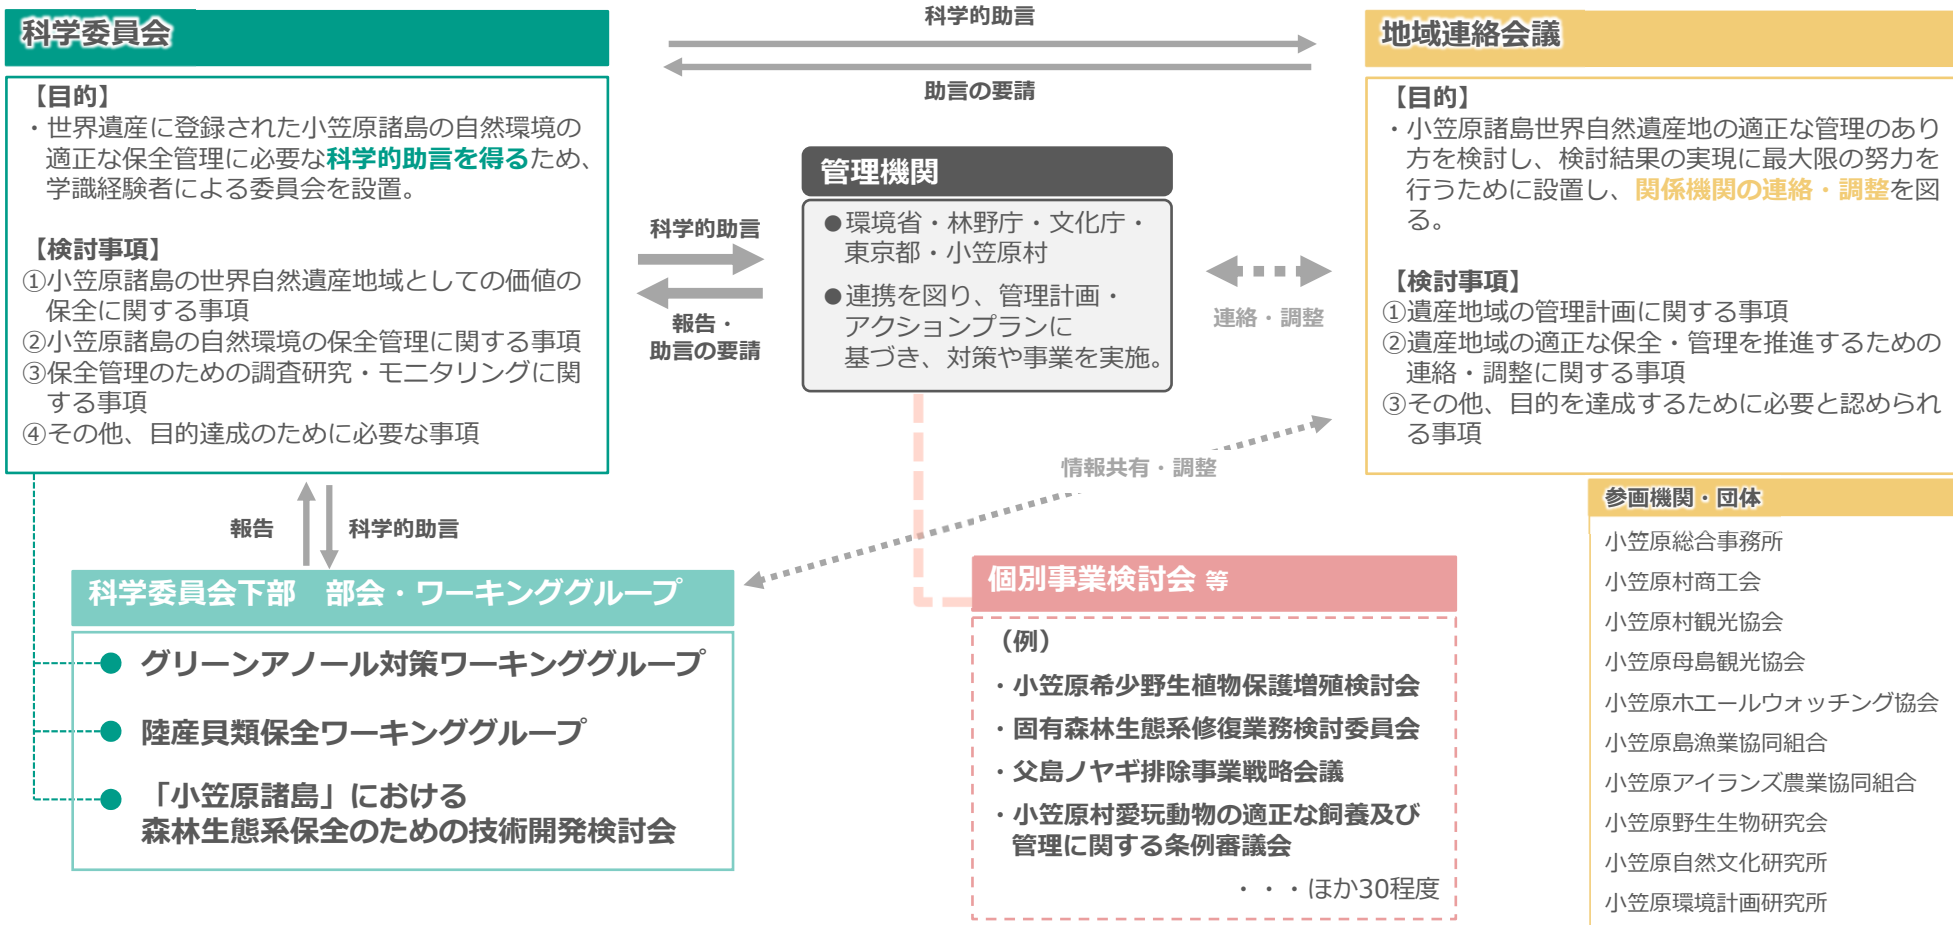 科学委員会
【目的】
・世界遺産に登録された小笠原諸島の自然環境の
適正な保全管理に必要な科学的助言を得るため、
学識経験者による委員会を設置。
【検討事項】
①小笠原諸島の世界自然遺産地域としての価値の
保全に関する事項
②小笠原諸島の自然環境の保全管理に関する事項
③保全管理のための調査研究・モニタリングに関
する事項
④その他、目的達成のために必要な事項
科学的助言
助言の要請
科学的助言
報告・
助言の要請
管理機関
●環境省・林野庁・文化庁・
東京都・小笠原村
●連携を図り、管理計画・
アクションプランに
基づき、対策や事業を実施。
連絡・調整
情報共有・調整
地域連絡会議
【目的】
・小笠原諸島世界自然遺産地の適正な管理のあり
方を検討し、検討結果の実現に最大限の努力を
行うために設置し、関係機関の連絡・調整を図
る。
【検討事項】
①遺産地域の管理計画に関する事項
②遺産地域の適正な保全・管理を推進するための
連絡・調整に関する事項
③その他、目的を達成するために必要と認められ
る事項
報告
科学的助言
科学委員会下部　部会・ワーキンググループ
グリーンアノール対策ワーキンググループ
陸産貝類保全ワーキンググループ
「小笠原諸島」における
森林生態系保全のための技術開発検討会
個別事業検討会 等
（例）
・小笠原希少野生植物保護増殖検討会
・固有森林生態系修復業務検討委員会
・父島ノヤギ排除事業戦略会議
・小笠原村愛玩動物の適正な飼養及び
管理に関する条例審議会
・・・ほか30程度
参画機関・団体
小笠原総合事務所
小笠原村商工会
小笠原村観光協会
小笠原母島観光協会
小笠原ホエールウォッチング協会
小笠原島漁業協同組合
小笠原アイランズ農業協同組合
小笠原野生生物研究会
小笠原自然文化研究所
小笠原環境計画研究所